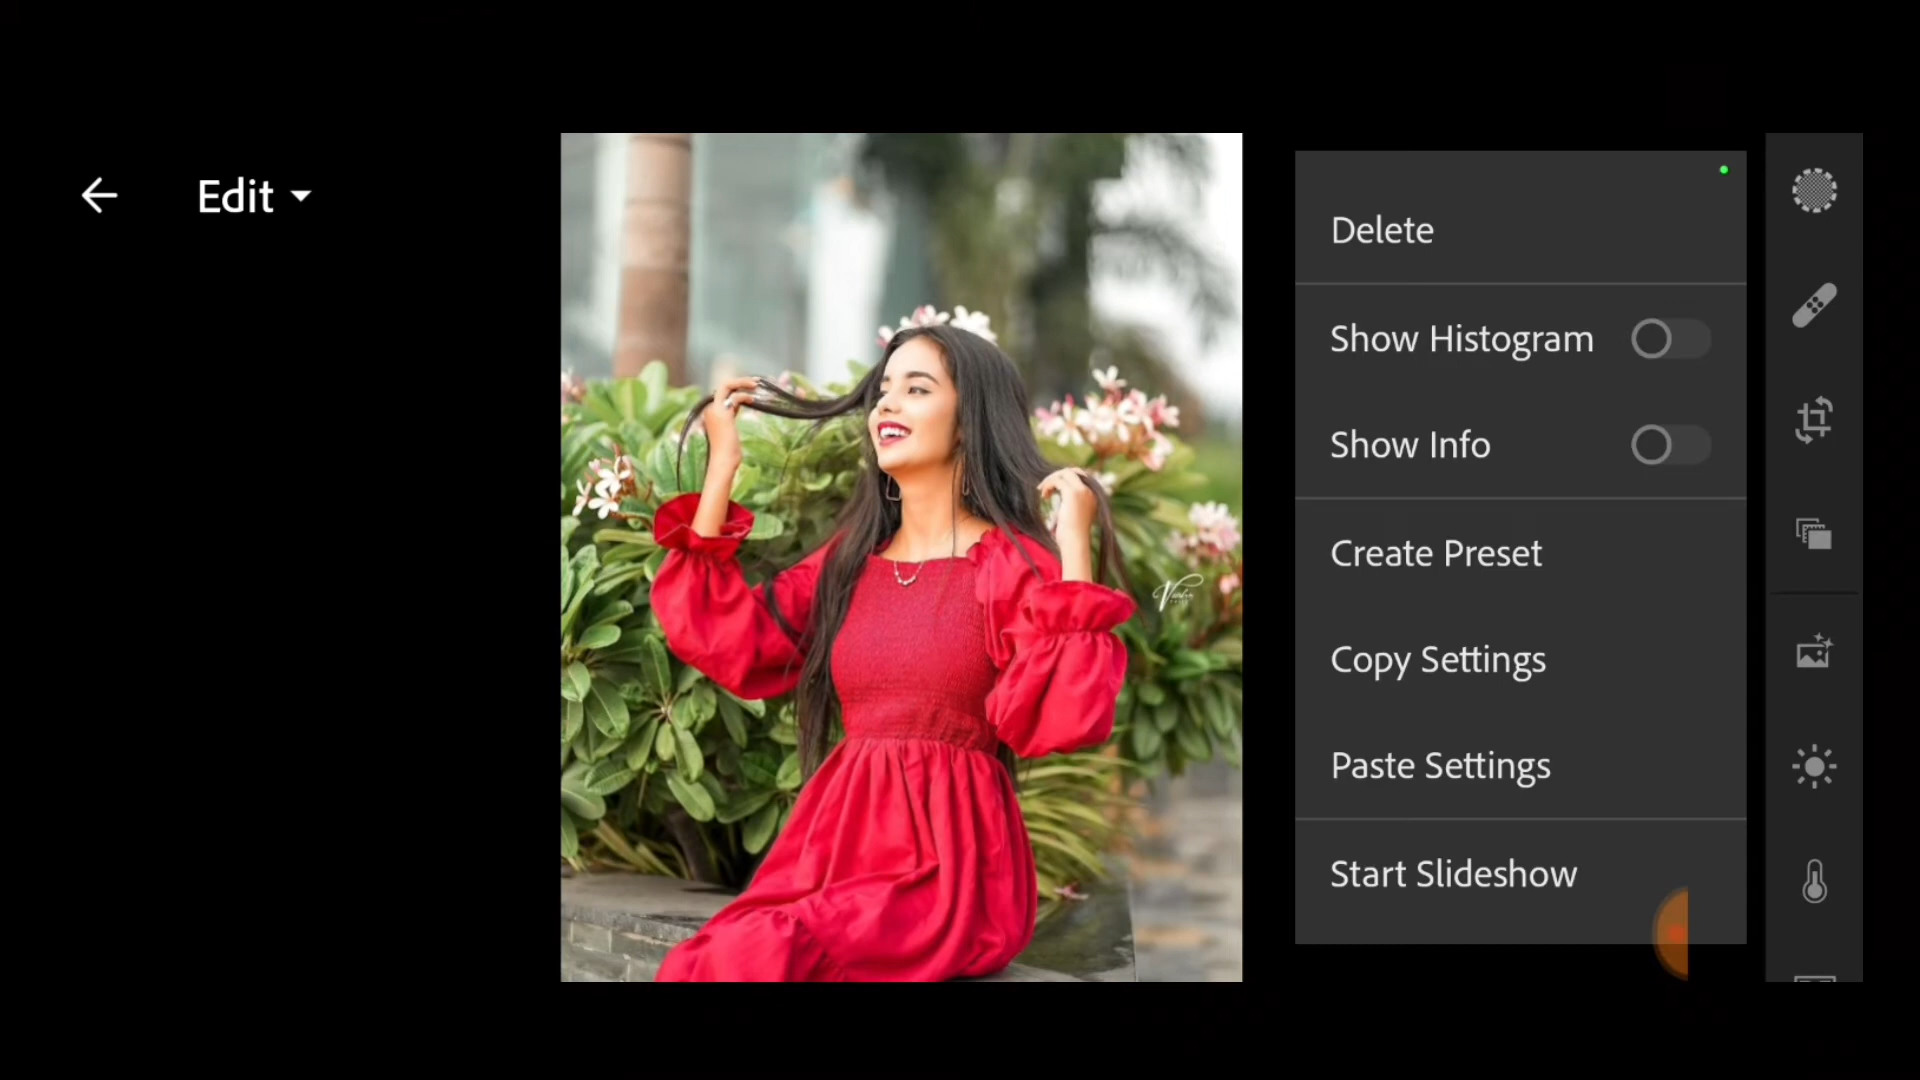 Edit
Delete
Show Histogram
Show Info
Create Preset
Copy Settings
Paste Settings
Start Slideshow